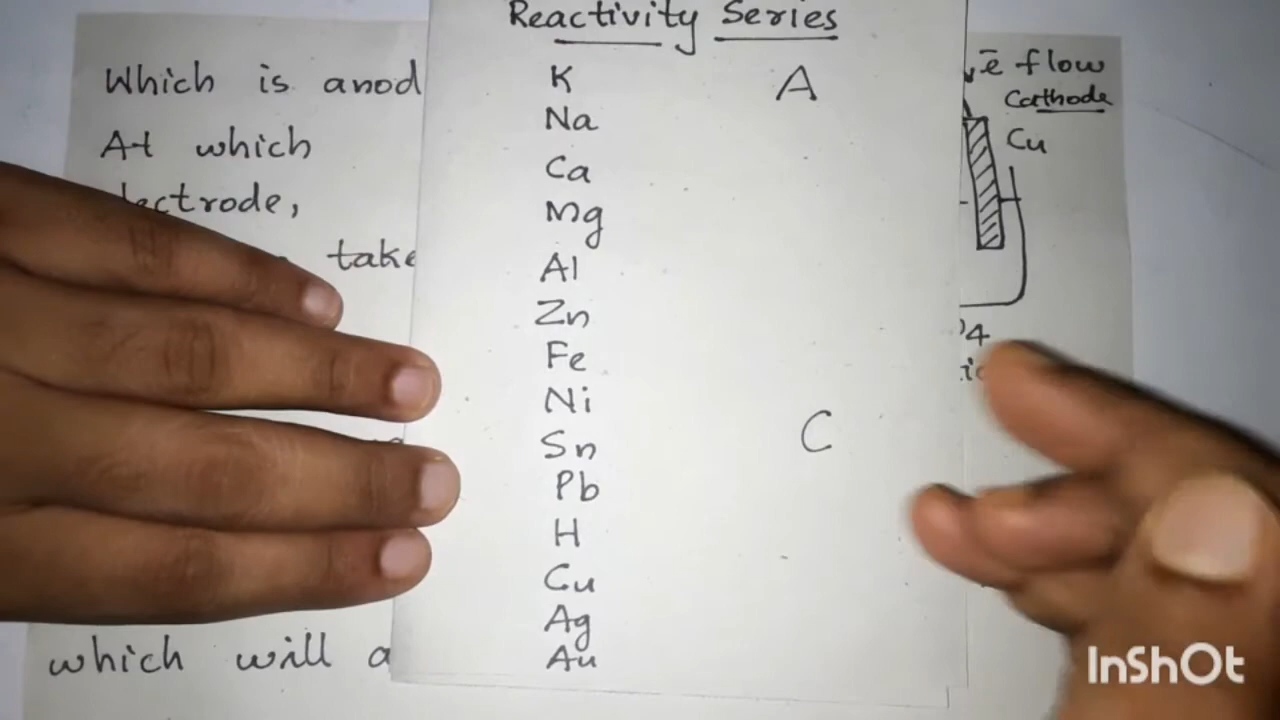 Reactivity Series
K A
Na
Ca
Mg
Al
Zn
Fe
Ni C
Sn
Pb
H
Cu
Ag
Au
Which is anod
At which
lectrode,
take
which will a
ē flow
Cathode
Cu
4
InShOt